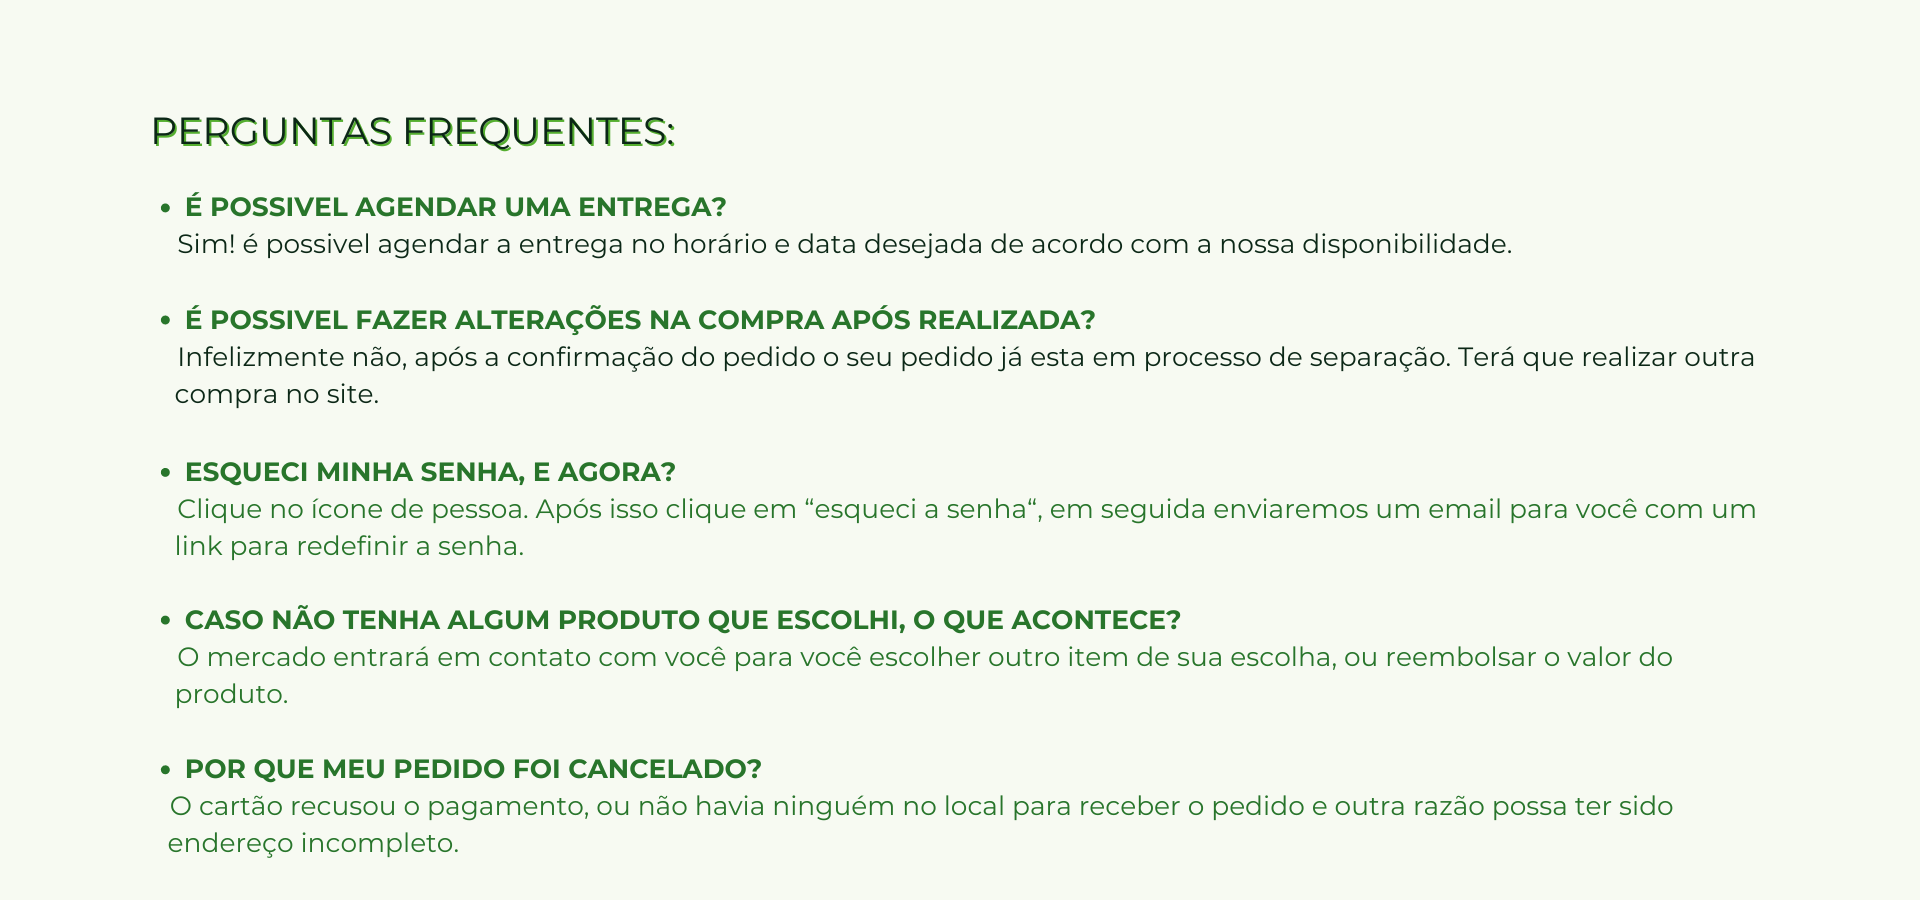 PERGUNTAS FREQUENTES:
• É POSSIVEL AGENDAR UMA ENTREGA?
Sim! é possivel agendar a entrega no horário e data desejada de acordo com a nossa disponibilidade.
• É POSSIVEL FAZER ALTERAÇÕES NA COMPRA APÓS REALIZADA?
Infelizmente não, após a confirmação do pedido o seu pedido já esta em processo de separação. Terá que realizar outra
compra no site.
• ESQUECI MINHA SENHA, E AGORA?
Clique no ícone de pessoa. Após isso clique em “esqueci a senha“, em seguida enviaremos um email para você com um
link para redefinir a senha.
• CASO NÃO TENHA ALGUM PRODUTO QUE ESCOLHI, O QUE ACONTECE?
O mercado entrará em contato com você para você escolher outro item de sua escolha, ou reembolsar o valor do
produto.
• POR QUE MEU PEDIDO FOI CANCELADO?
O cartão recusou o pagamento, ou não havia ninguém no local para receber o pedido e outra razão possa ter sido
endereço incompleto.